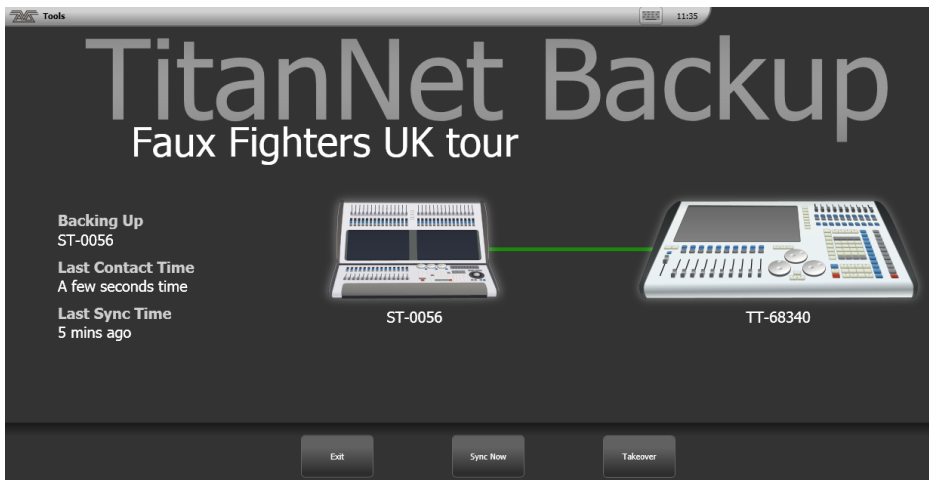 Tools
11:35
TitanNet Backup
Faux Fighters UK tour
Backing Up
ST-0056
Last Contact Time
A few seconds time
Last Sync Time
5 mins ago
ST-0056
TT-68340
Exit
Sync Now
Takeover